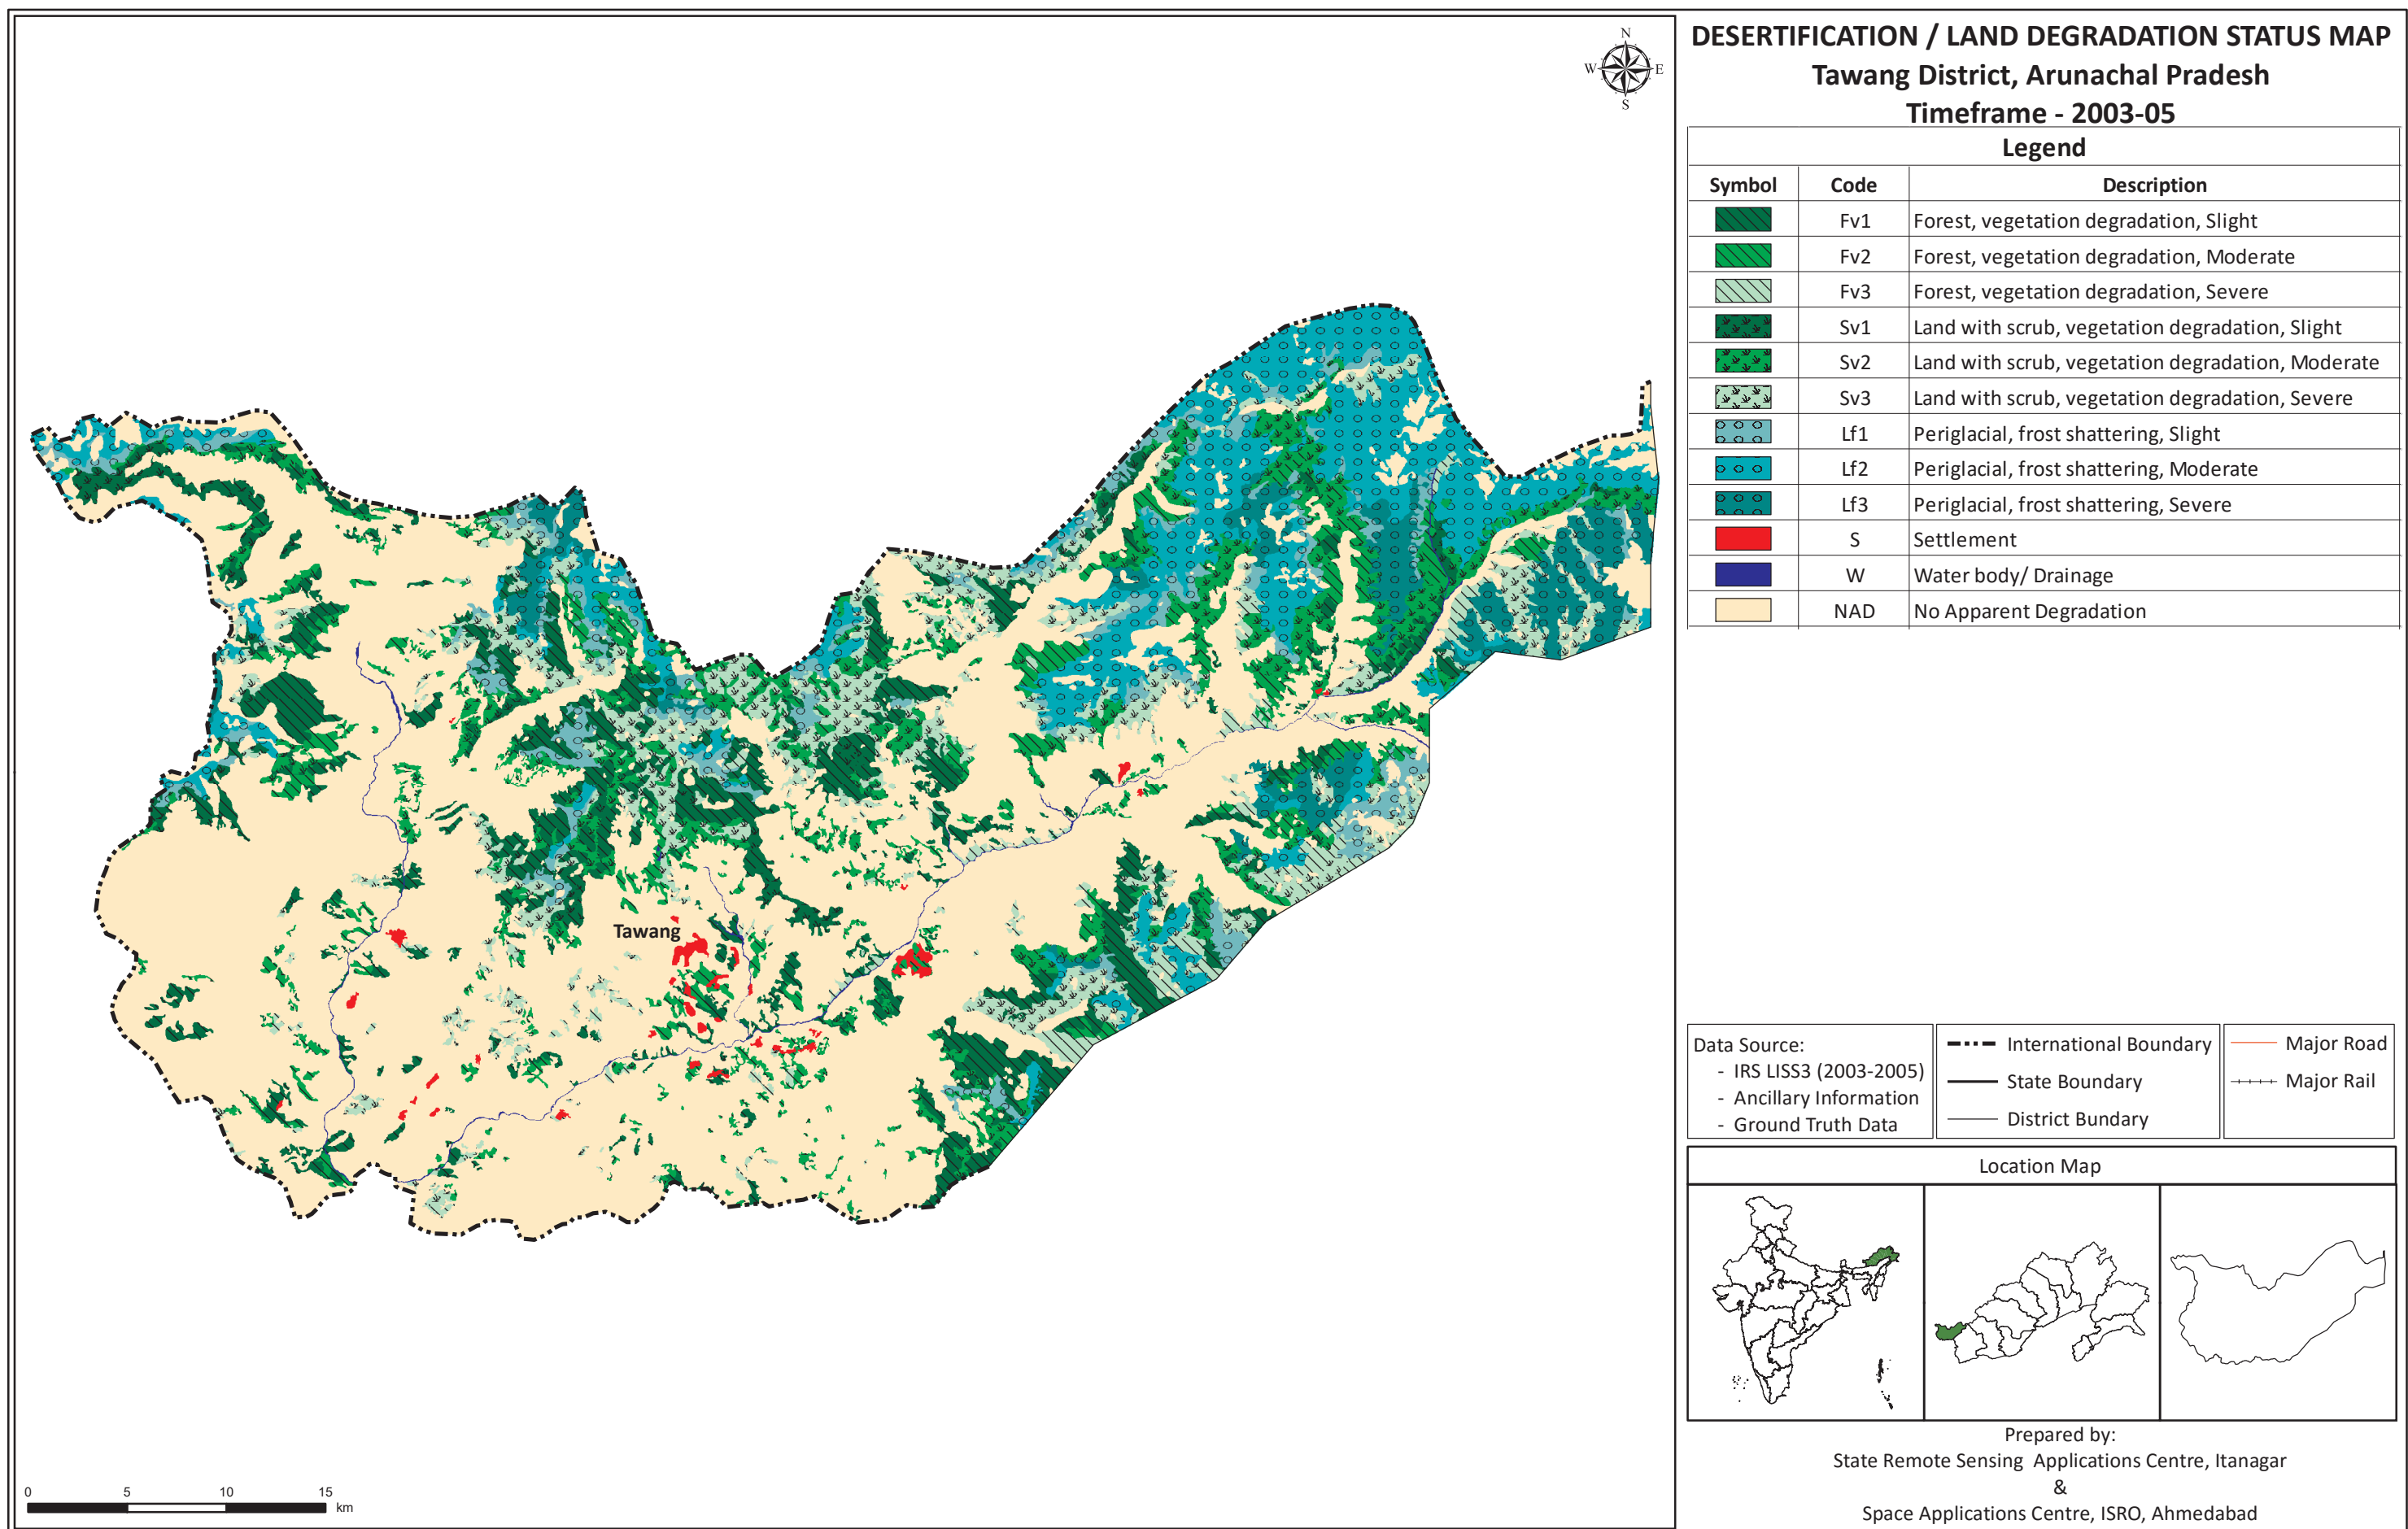 DESERTIFICATION / LAND DEGRADATION STATUS MAP
Tawang District, Arunachal Pradesh
Timeframe - 2003-05
Legend
Symbol Code Description
Fv1 Forest, vegetation degradation, Slight
Fv2 Forest, vegetation degradation, Moderate
Fv3 Forest, vegetation degradation, Severe
Sv1 Land with scrub, vegetation degradation, Slight
Sv2 Land with scrub, vegetation degradation, Moderate
Sv3 Land with scrub, vegetation degradation, Severe
Lf1 Periglacial, frost shattering, Slight
Lf2 Periglacial, frost shattering, Moderate
Lf3 Periglacial, frost shattering, Severe
S Settlement
W Water body/ Drainage
NAD No Apparent Degradation
N
W E
S
Tawang
0 5 10 15
km
Data Source:
- IRS LISS3 (2003-2005)
- Ancillary Information
- Ground Truth Data
International Boundary
State Boundary
District Bundary
Major Road
Major Rail
Location Map
Prepared by:
State Remote Sensing Applications Centre, Itanagar
&
Space Applications Centre, ISRO, Ahmedabad